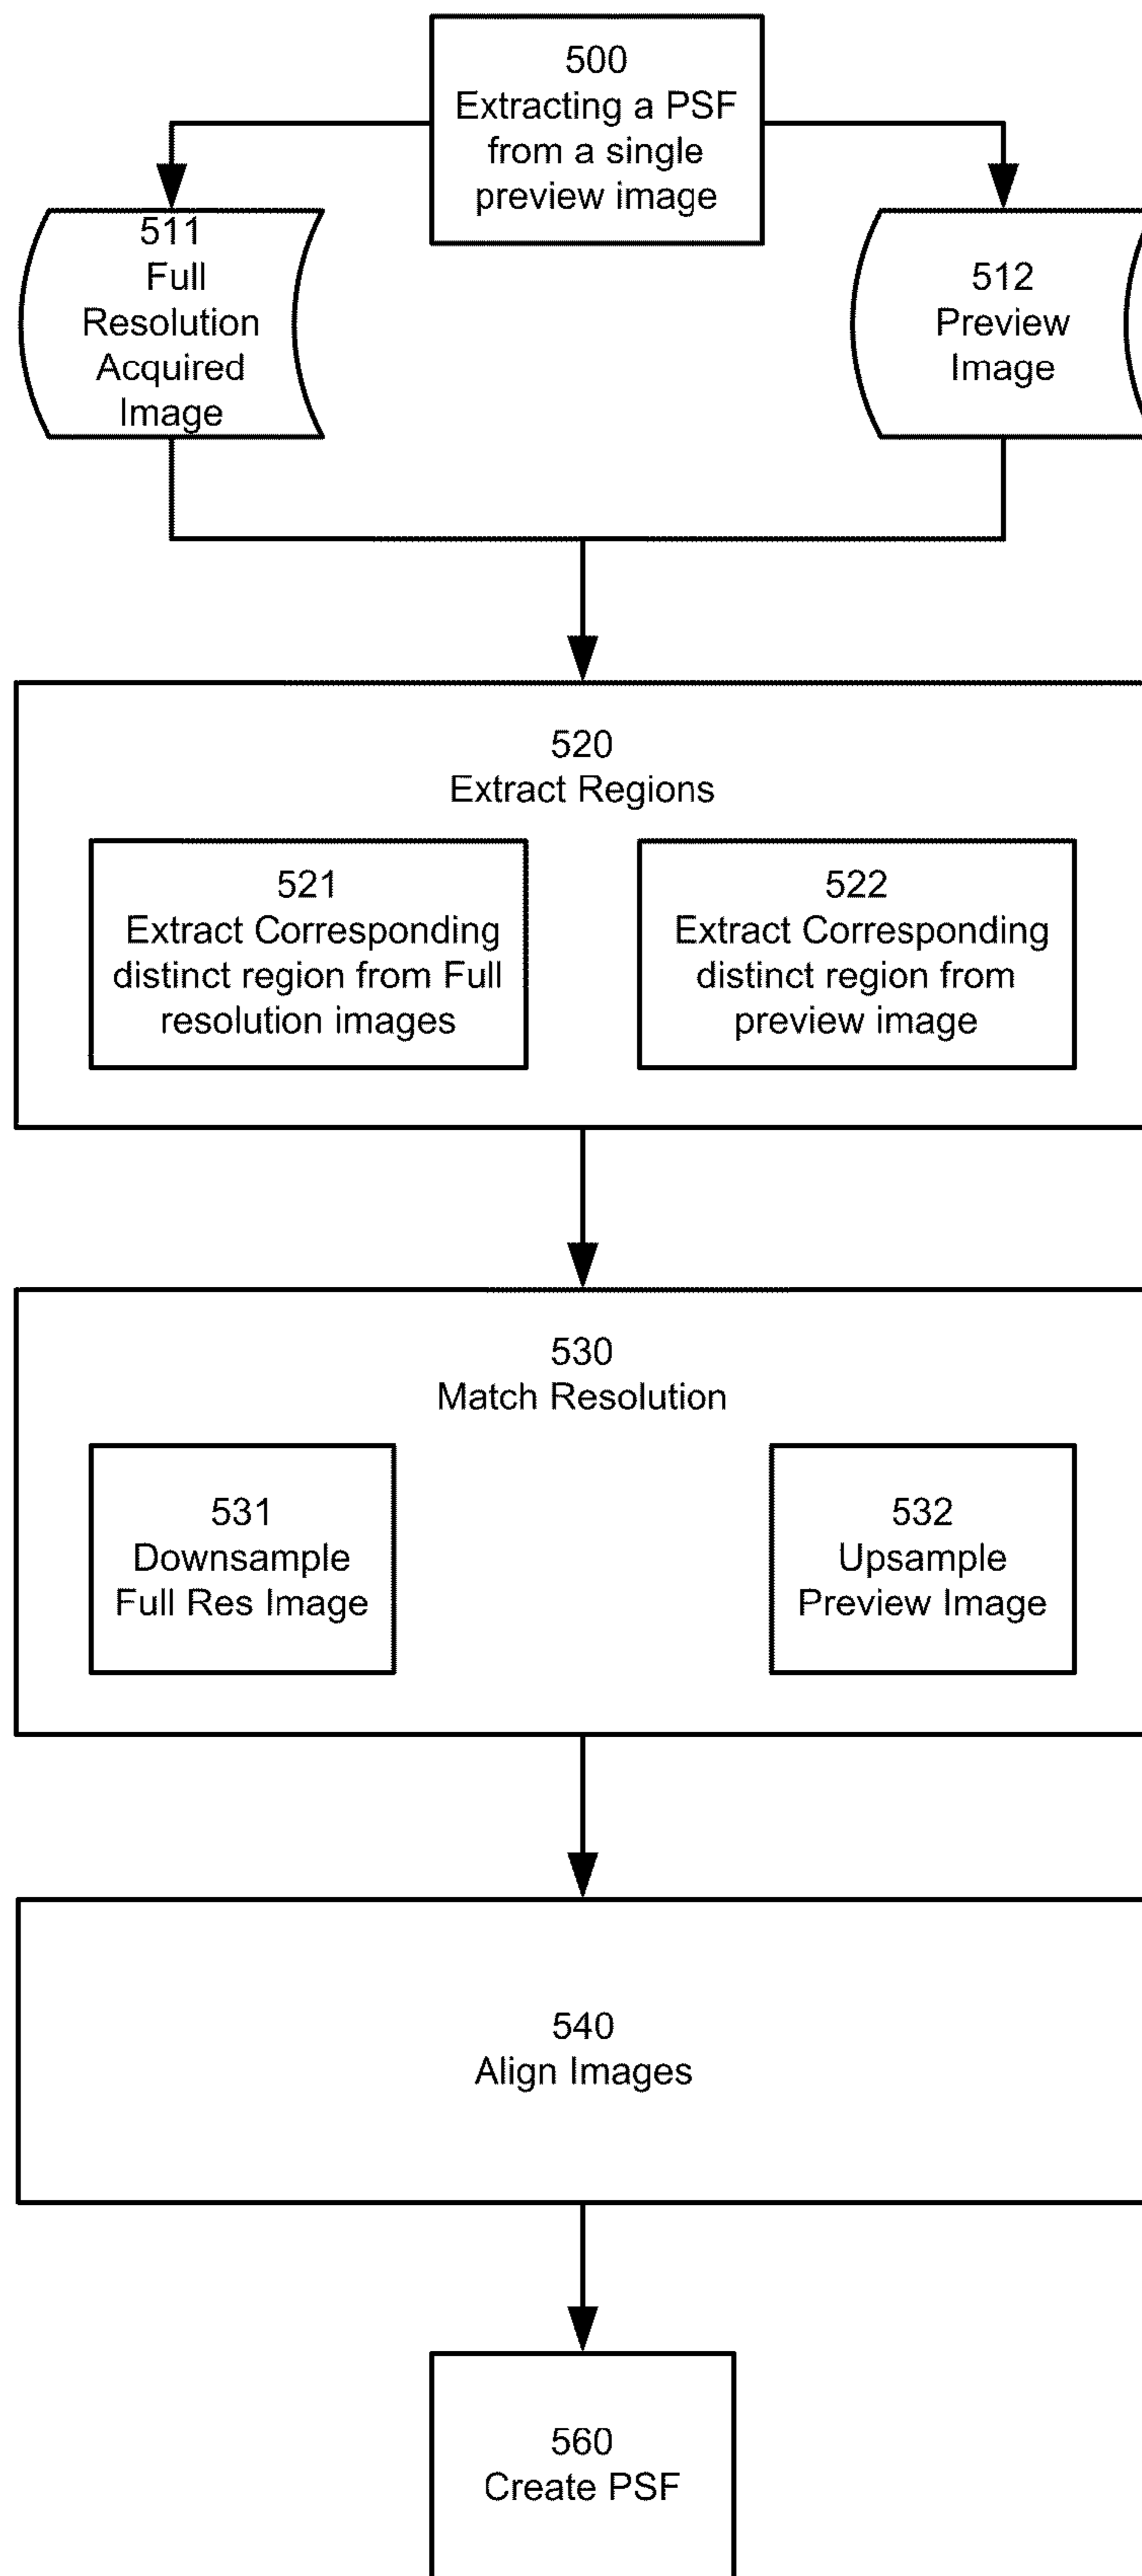 500
Extracting a PSF
from a single
preview image
511
Full
Resolution
Acquired
Image
512
Preview
Image
520
Extract Regions
521
Extract Corresponding
distinct region from Full
resolution images
522
Extract Corresponding
distinct region from
preview image
530
Match Resolution
531
Downsample
Full Res Image
532
Upsample
Preview Image
540
Align Images
560
Create PSF